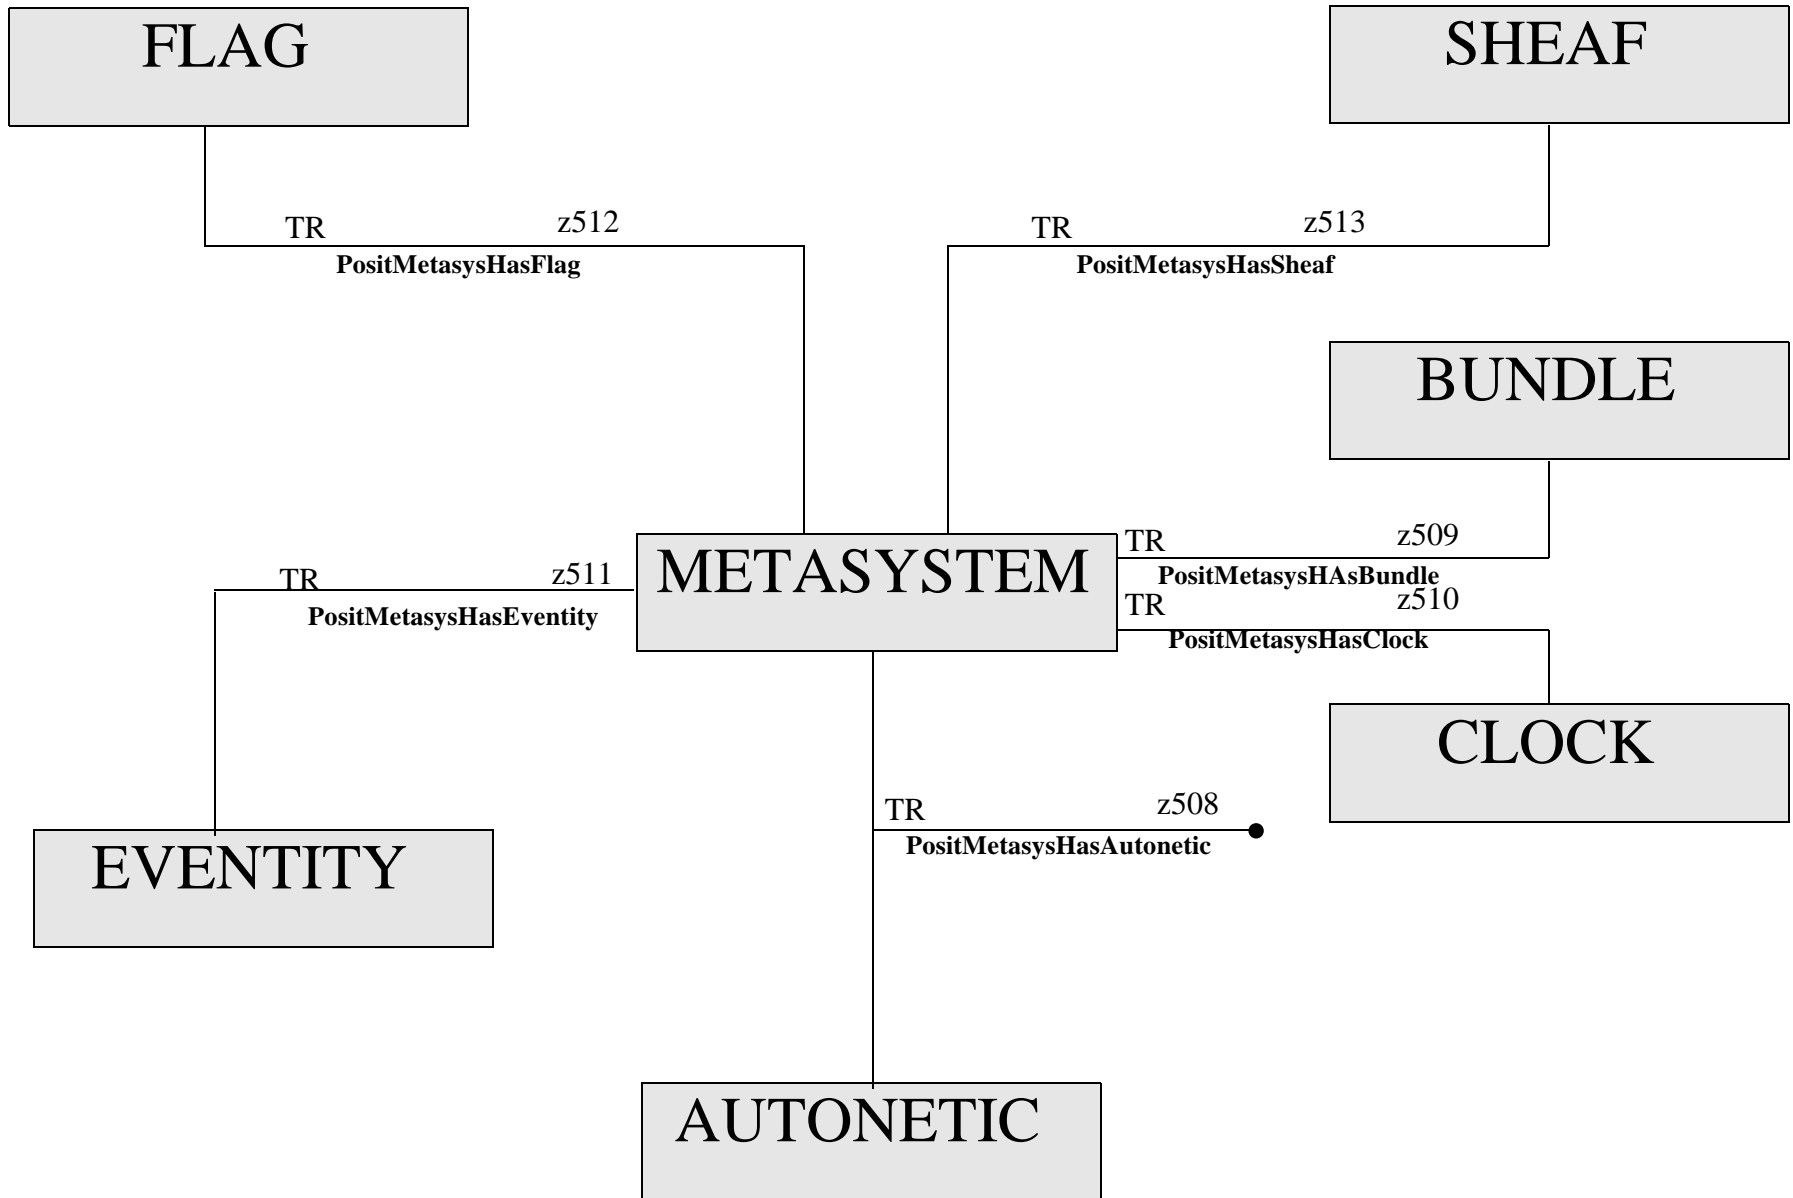 FLAG
SHEAF
TR z512
PositMetasysHasFlag
TR z513
PositMetasysHasSheaf
BUNDLE
METASYSTEM
TR z509
PositMetasysHAsBundle
TR z510
PositMetasysHasClock
TR z511
PositMetasysHasEventity
CLOCK
TR z508
PositMetasysHasAutonetic
EVENTITY
AUTONETIC